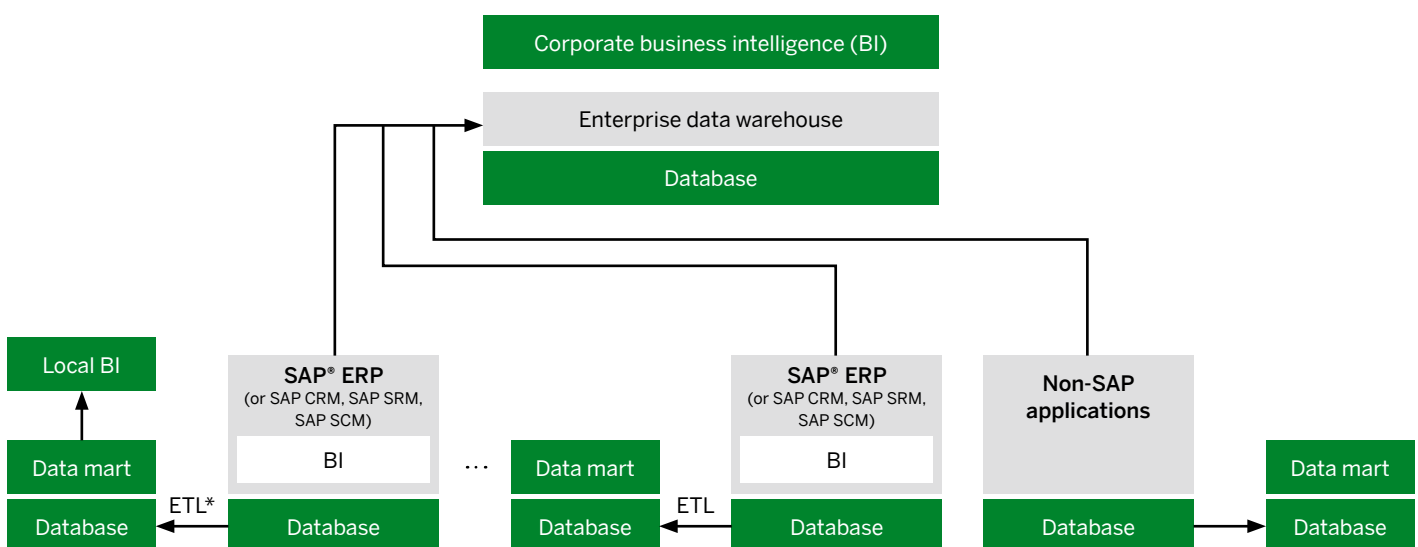 Corporate business intelligence (BI)
Enterprise data warehouse
Database
Local BI
Data mart
ETL*
Database
SAP® ERP
(or SAP CRM, SAP SRM,
SAP SCM)
BI
Database
...
Data mart
ETL
Database
SAP® ERP
(or SAP CRM, SAP SRM,
SAP SCM)
BI
Database
Non-SAP
applications
Database
Data mart
Database